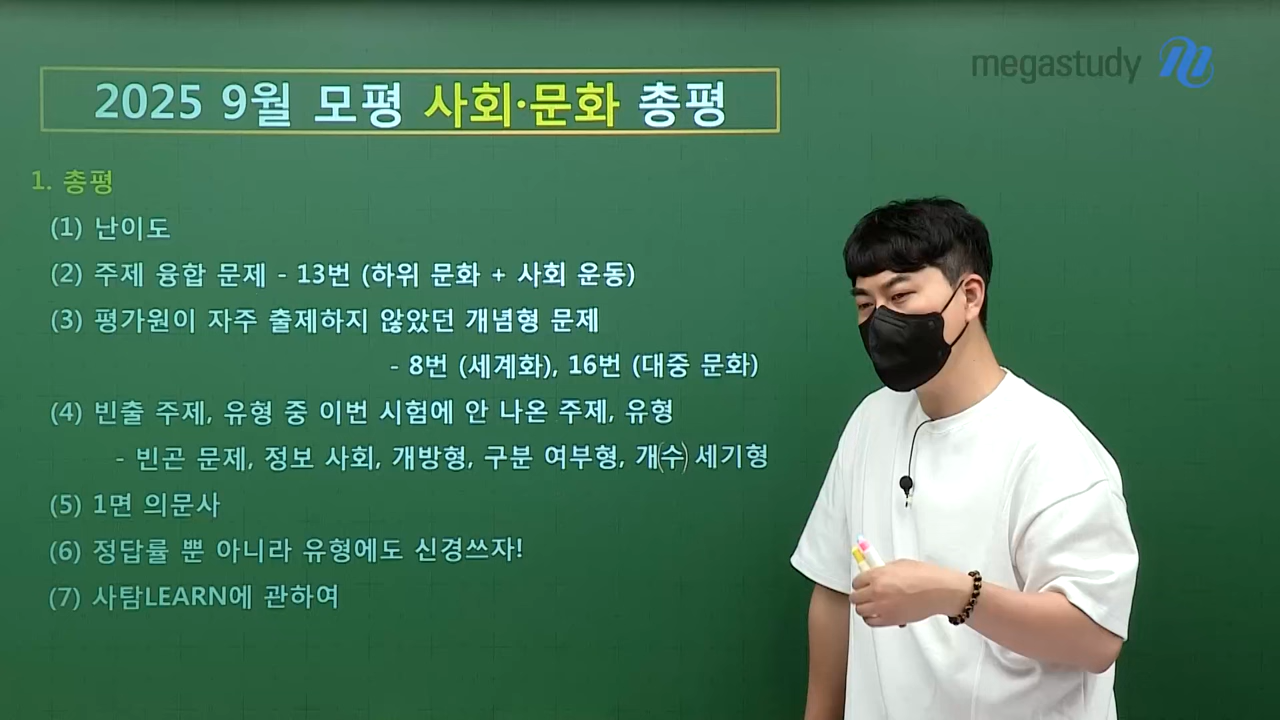 megastudy
2025 9월 모평 사회·문화 총평
1. 총평
(1) 난이도
(2) 주제 융합 문제 - 13번 (하위 문화 + 사회 운동)
(3) 평가원이 자주 출제하지 않았던 개념형 문제
- 8번 (세계화), 16번 (대중 문화)
(4) 빈출 주제, 유형 중 이번 시험에 안 나온 주제, 유형
- 빈곤 문제, 정보 사회, 개방형, 구분 여부형, 개(수) 세기형
(5) 1면 의문사
(6) 정답률 뿐 아니라 유형에도 신경쓰자!
(7) 사탐LEARN에 관하여